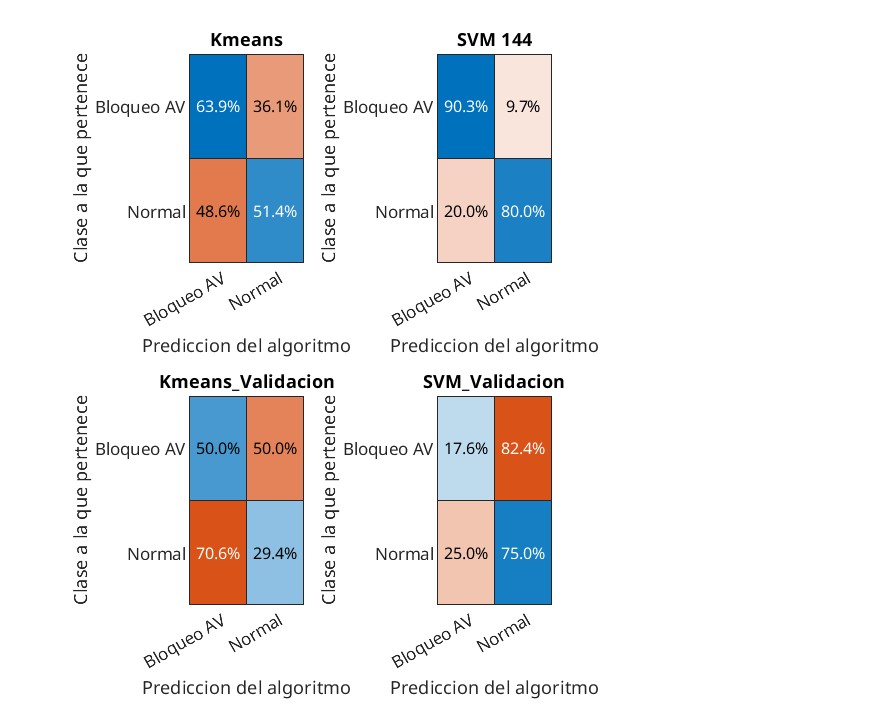 Kmeans
Clase a la que pertenece
Bloqueo AV 63.9% 36.1%
Normal 48.6% 51.4%
Bloqueo AV Normal
Prediccion del algoritmo
SVM 144
Clase a la que pertenece
Bloqueo AV 90.3% 9.7%
Normal 20.0% 80.0%
Bloqueo AV Normal
Prediccion del algoritmo
Kmeans_Validacion
Clase a la que pertenece
Bloqueo AV 50.0% 50.0%
Normal 70.6% 29.4%
Bloqueo AV Normal
Prediccion del algoritmo
SVM_Validacion
Clase a la que pertenece
Bloqueo AV 17.6% 82.4%
Normal 25.0% 75.0%
Bloqueo AV Normal
Prediccion del algoritmo